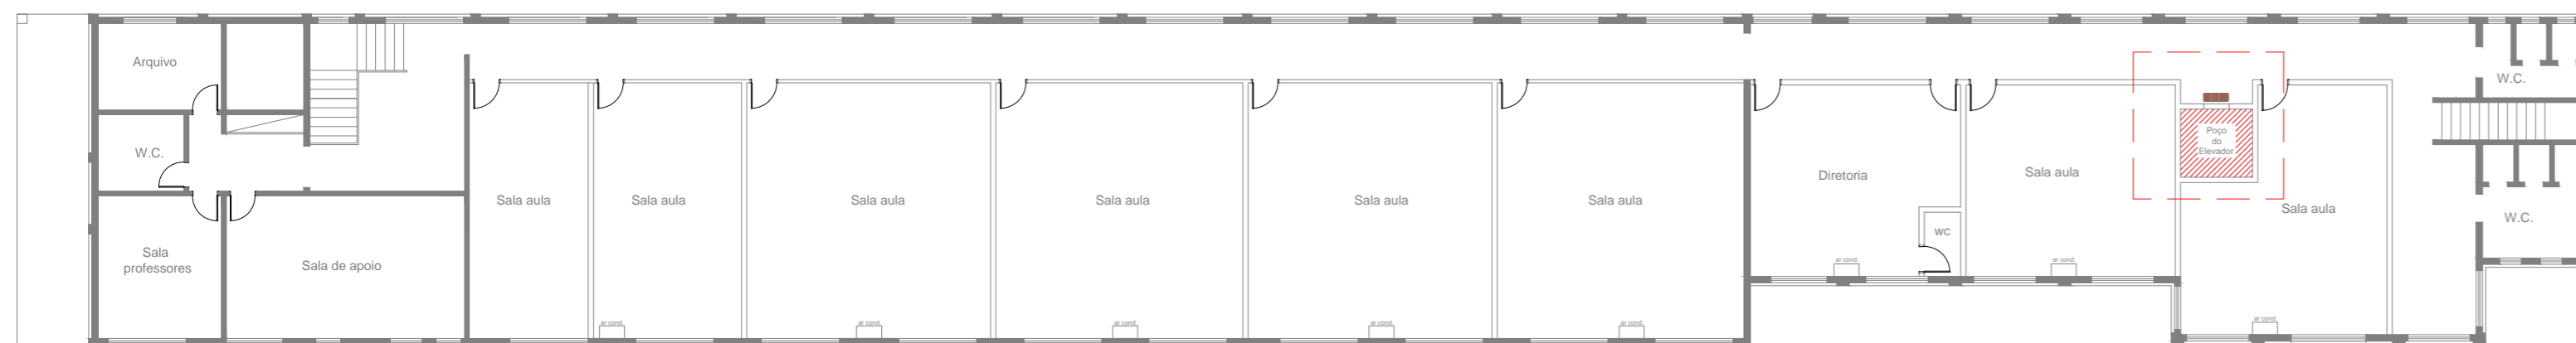 Arquivo
W.C.
Sala
professores
Sala de apoio
Sala aula
Sala aula
ar cond.
Sala aula
ar cond.
Sala aula
ar cond.
Sala aula
ar cond.
Sala aula
ar cond.
Diretoria
WC
ar cond.
Sala aula
ar cond.
Poço
do
Elevador
Sala aula
ar cond.
W.C.
W.C.